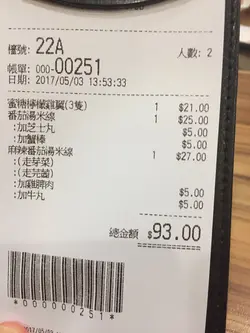 檯號: 22A 人數: 2
帳單: 000-00251
日期: 2017/05/03 13:53:33
蜜糖檸檬雞翼(3隻) 1 $21.00
番茄湯米線 1 $25.00
:加芝士丸 $5.00
:加蟹棒 $5.00
麻辣番茄湯米線 1 $27.00
:(走芽菜)
:(走芫茜)
:加雞脾肉 $5.00
:加牛丸 $5.00
總金額 $93.00
*000000251*